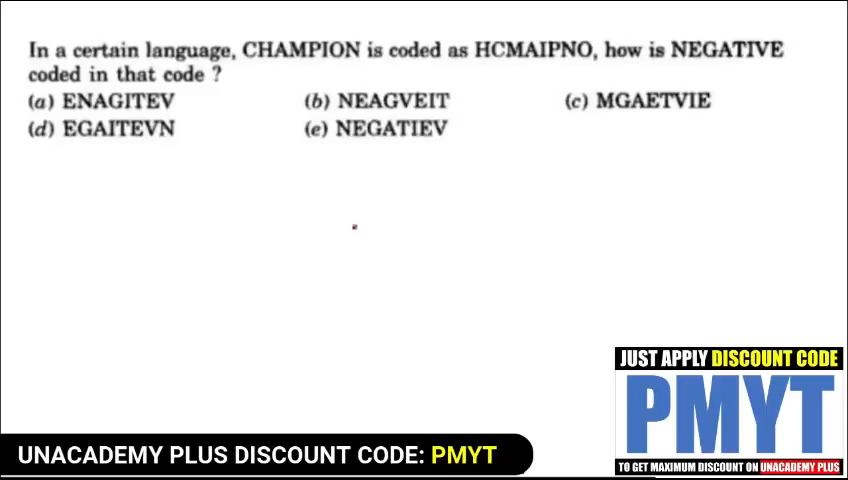 In a certain language, CHAMPION is coded as HCMAIPNO, how is NEGATIVE
coded in that code ?
(a) ENAGITEV (b) NEAGVEIT (c) MGAETVIE
(d) EGAITEVN (e) NEGATIEV
JUST APPLY DISCOUNT CODE
PMYT
TO GET MAXIMUM DISCOUNT ON UNACADEMY PLUS
UNACADEMY PLUS DISCOUNT CODE: PMYT